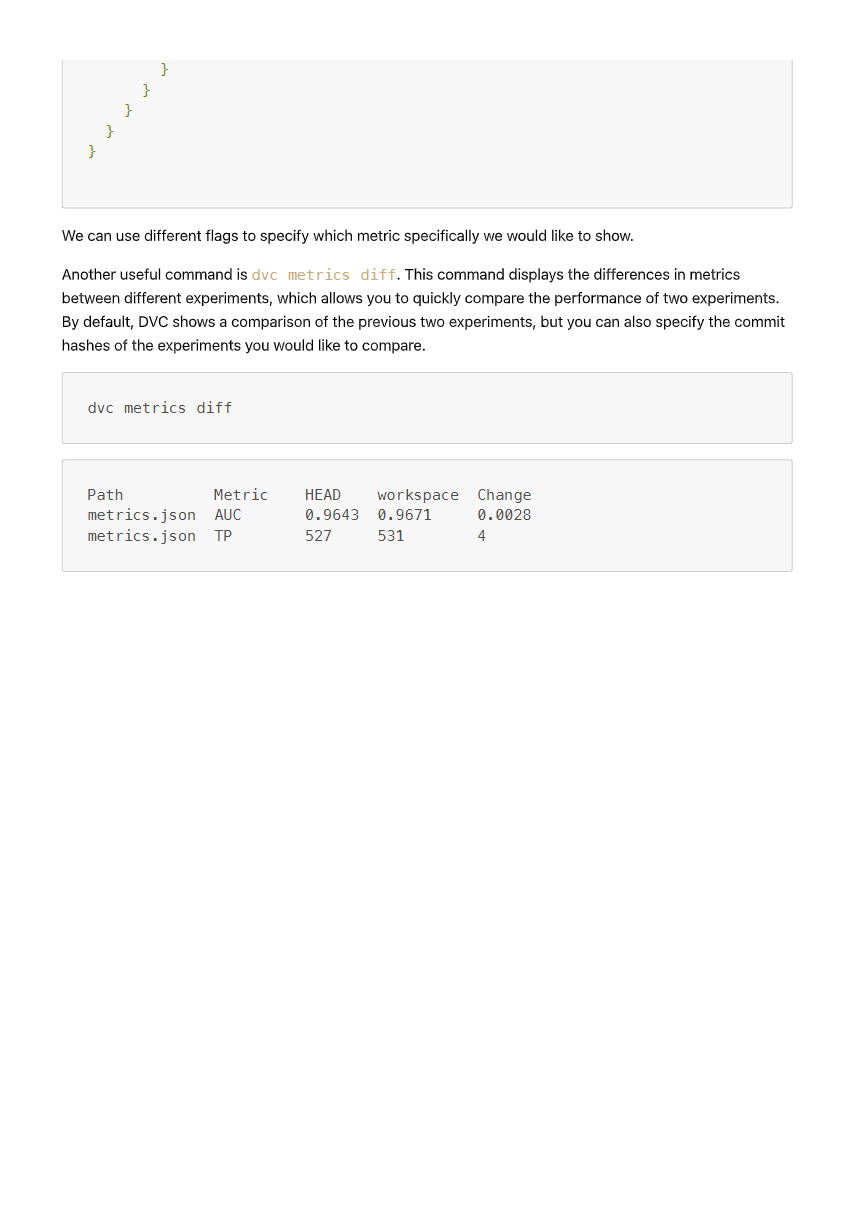 }
}
}
}
}
We can use different flags to specify which metric specifically we would like to show.
Another useful command is dvc metrics diff. This command displays the differences in metrics
between different experiments, which allows you to quickly compare the performance of two experiments.
By default, DVC shows a comparison of the previous two experiments, but you can also specify the commit
hashes of the experiments you would like to compare.
dvc metrics diff
Path          Metric    HEAD    workspace  Change
metrics.json  AUC       0.9643  0.9671     0.0028
metrics.json  TP        527     531        4